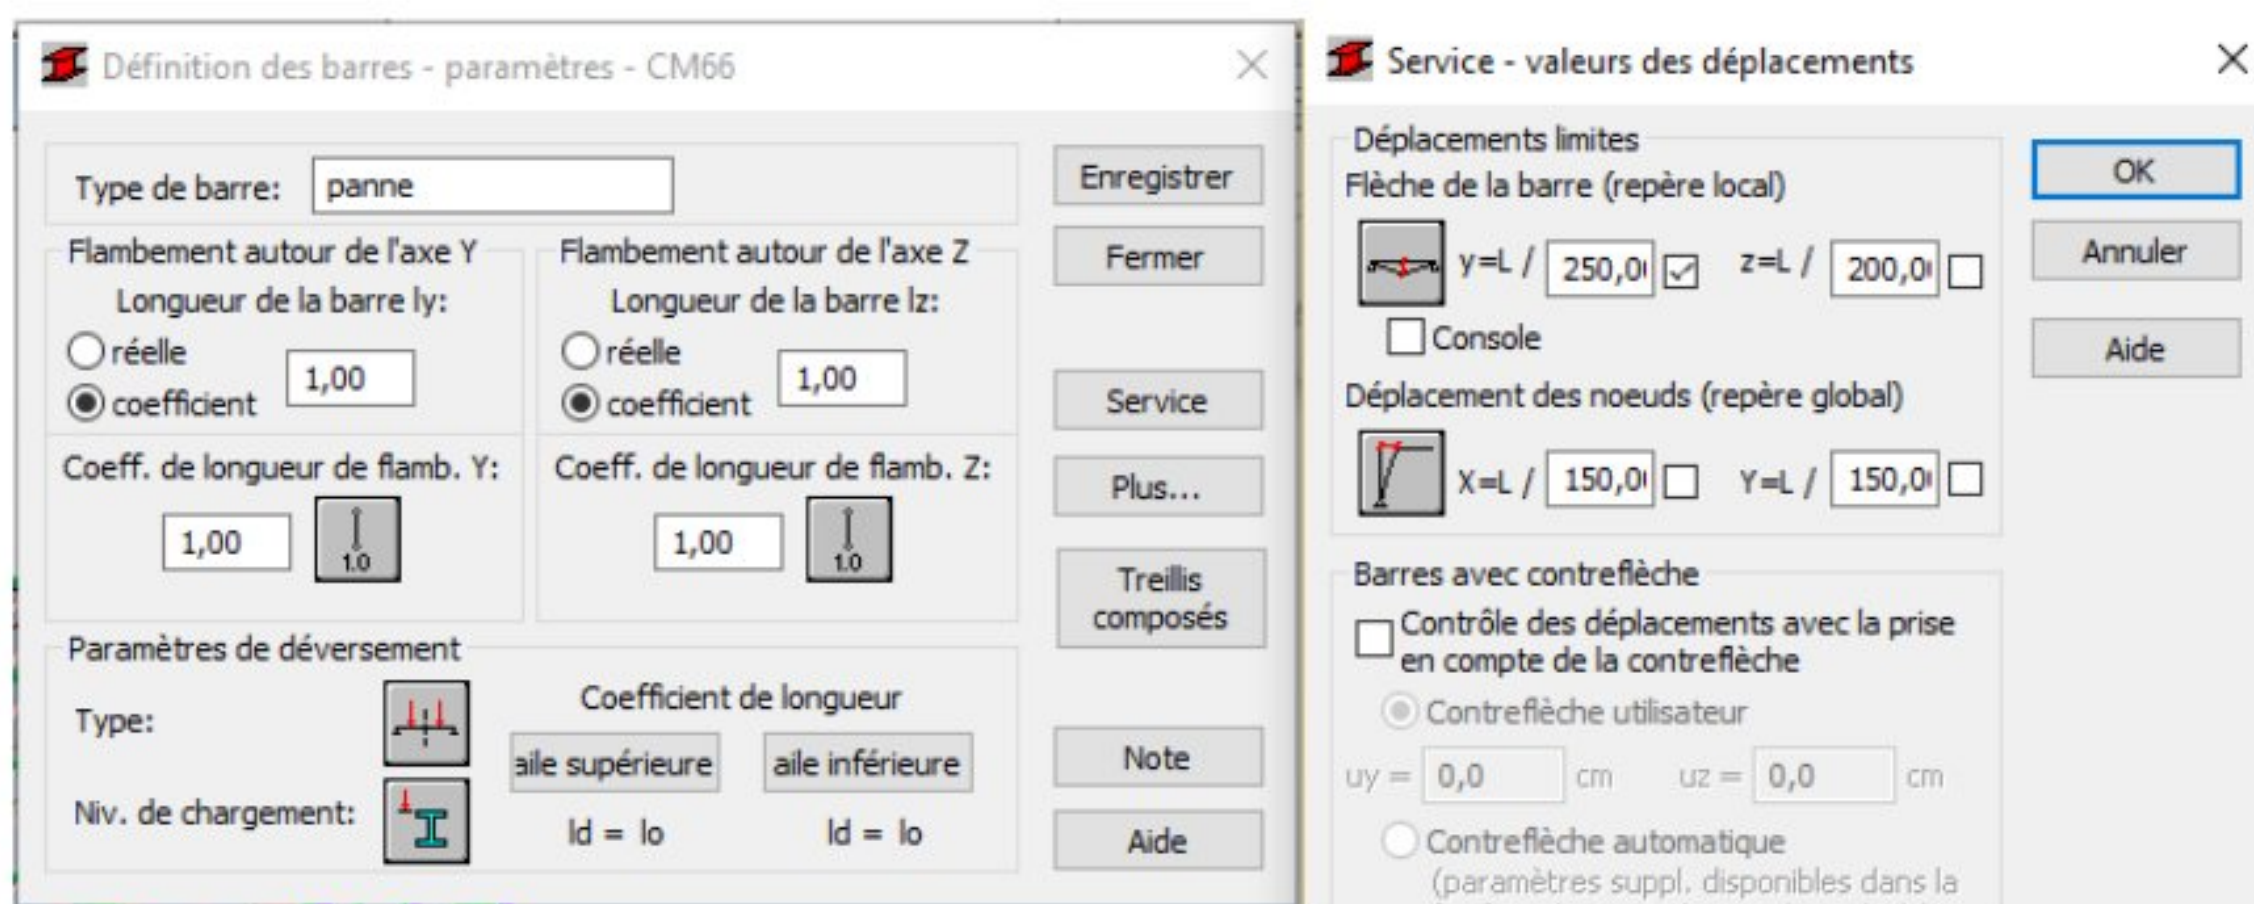 Définition des barres - paramètres - CM66
Type de barre: panne
Enregistrer
Flambement autour de l'axe Y
Flambement autour de l'axe Z
Fermer
Longueur de la barre ly:
Longueur de la barre lz:
réelle
coefficient
1,00
réelle
coefficient
1,00
Service
Coeff. de longueur de flamb. Y:
Coeff. de longueur de flamb. Z:
Plus...
1,00
1.0
1,00
1.0
Treillis
composés
Paramètres de déversement
Type:
Coefficient de longueur
aile supérieure
aile inférieure
Note
Niv. de chargement:
ld = lo
ld = lo
Aide
Service - valeurs des déplacements
Déplacements limites
OK
Flèche de la barre (repère local)
y=L / 250,0 z=L / 200,0
Annuler
Console
Aide
Déplacement des noeuds (repère global)
X=L / 150,0 Y=L / 150,0
Barres avec contreflèche
Contrôle des déplacements avec la prise
en compte de la contreflèche
Contreflèche utilisateur
uy = 0,0 cm uz = 0,0 cm
Contreflèche automatique
(paramètres suppl. disponibles dans la